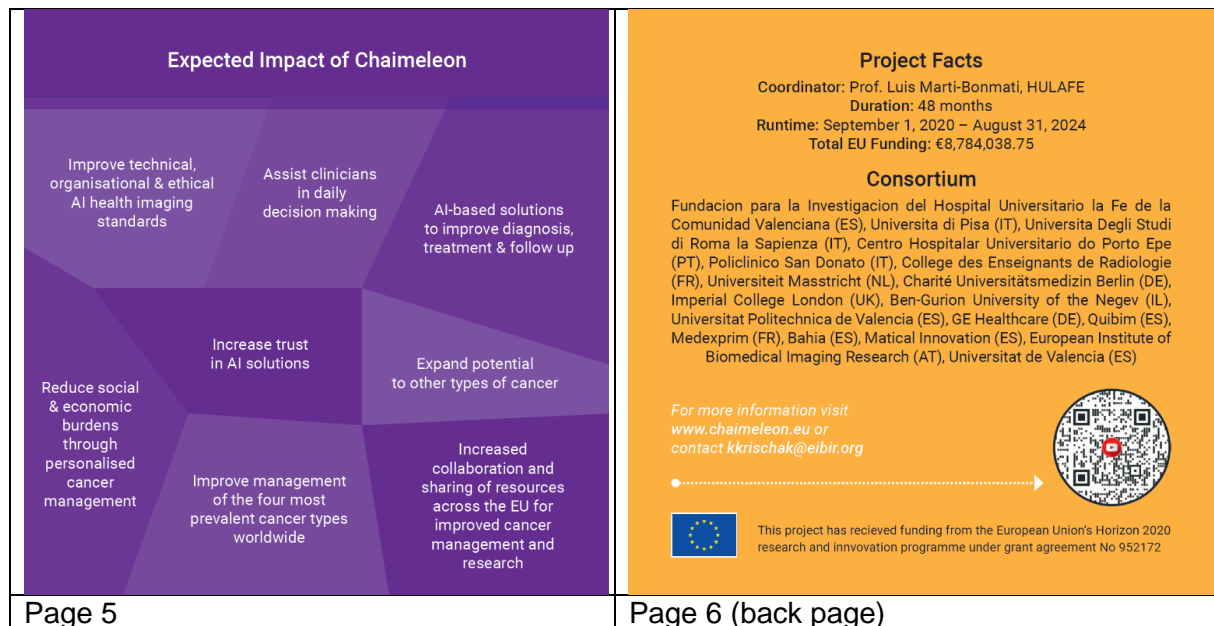 Expected Impact of Chaimeleon
Improve technical,
organisational & ethical
AI health imaging
standards
Assist clinicians
in daily
decision making
AI-based solutions
to improve diagnosis,
treatment & follow up
Increase trust
in AI solutions
Expand potential
to other types of cancer
Reduce social
& economic
burdens
through
personalised
cancer
management
Improve management
of the four most
prevalent cancer types
worldwide
Increased
collaboration and
sharing of resources
across the EU for
improved cancer
management and
research
Page 5
Project Facts
Coordinator: Prof. Luis Marti-Bonmati, HULAFE
Duration: 48 months
Runtime: September 1, 2020 – August 31, 2024
Total EU Funding: €8,784,038.75
Consortium
Fundacion para la Investigacion del Hospital Universitario la Fe de la
Comunidad Valenciana (ES), Universita di Pisa (IT), Universita Degli Studi
di Roma la Sapienza (IT), Centro Hospitalar Universitario do Porto Epe
(PT), Policlinico San Donato (IT), College des Enseignants de Radiologie
(FR), Universiteit Masstricht (NL), Charité Universitätsmedizin Berlin (DE),
Imperial College London (UK), Ben-Gurion University of the Negev (IL),
Universitat Politechnica de Valencia (ES), GE Healthcare (DE), Quibim (ES),
Medexprim (FR), Bahia (ES), Matical Innovation (ES), European Institute of
Biomedical Imaging Research (AT), Universitat de Valencia (ES)
For more information visit
www.chaimeleon.eu or
contact kkrischak@eibir.org
This project has recieved funding from the European Union's Horizon 2020
research and innvovation programme under grant agreement No 952172
Page 6 (back page)